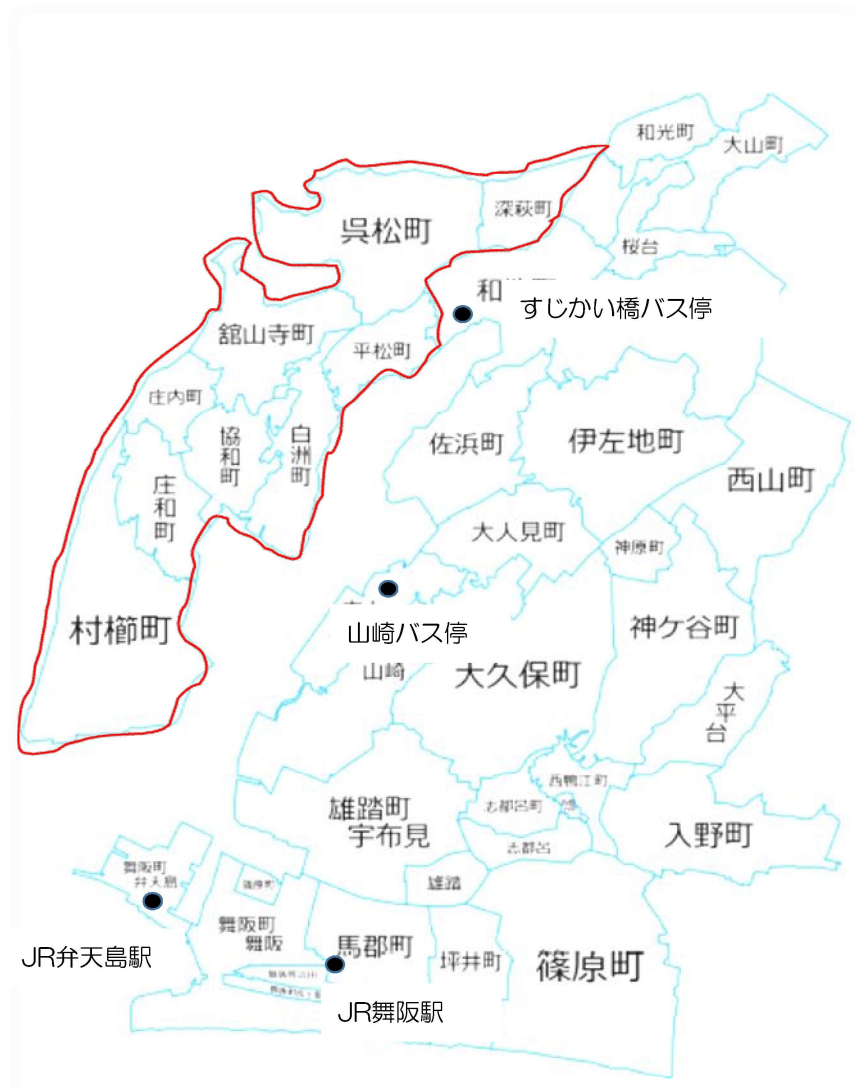 和光町
大山町
深萩町
呉松町
桜台
和
すじかい橋バス停
舘山寺町
平松町
庄内町
協和町
白洲町
佐浜町
伊左地町
西山町
庄和町
大人見町
神原町
村櫛町
山崎バス停
神ケ谷町
山崎
大久保町
大平台
西鴨江町
志都呂町
雄踏町
宇布見
入野町
志都呂
舞阪町
弁天島
雄踏
篠原町
舞阪町
舞阪
馬郡町
坪井町
篠原町
JR弁天島駅
JR舞阪駅